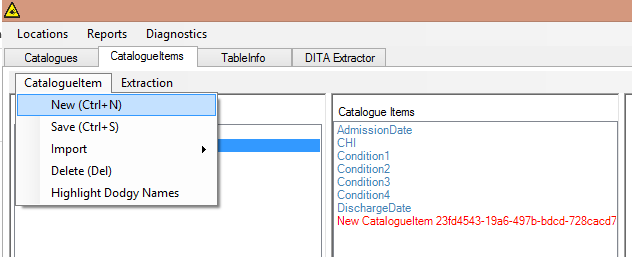 Locations Reports Diagnostics
Catalogues CatalogueItems TableInfo DITA Extractor
CatalogueItem Extraction
New (Ctrl+N)
Save (Ctrl+S)
Import
Delete (Del)
Highlight Dodgy Names
Catalogue Items
AdmissionDate
CHI
Condition1
Condition2
Condition3
Condition4
DischargeDate
New CatalogueItem 23fd4543-19a6-497b-bdcd-728cacd7